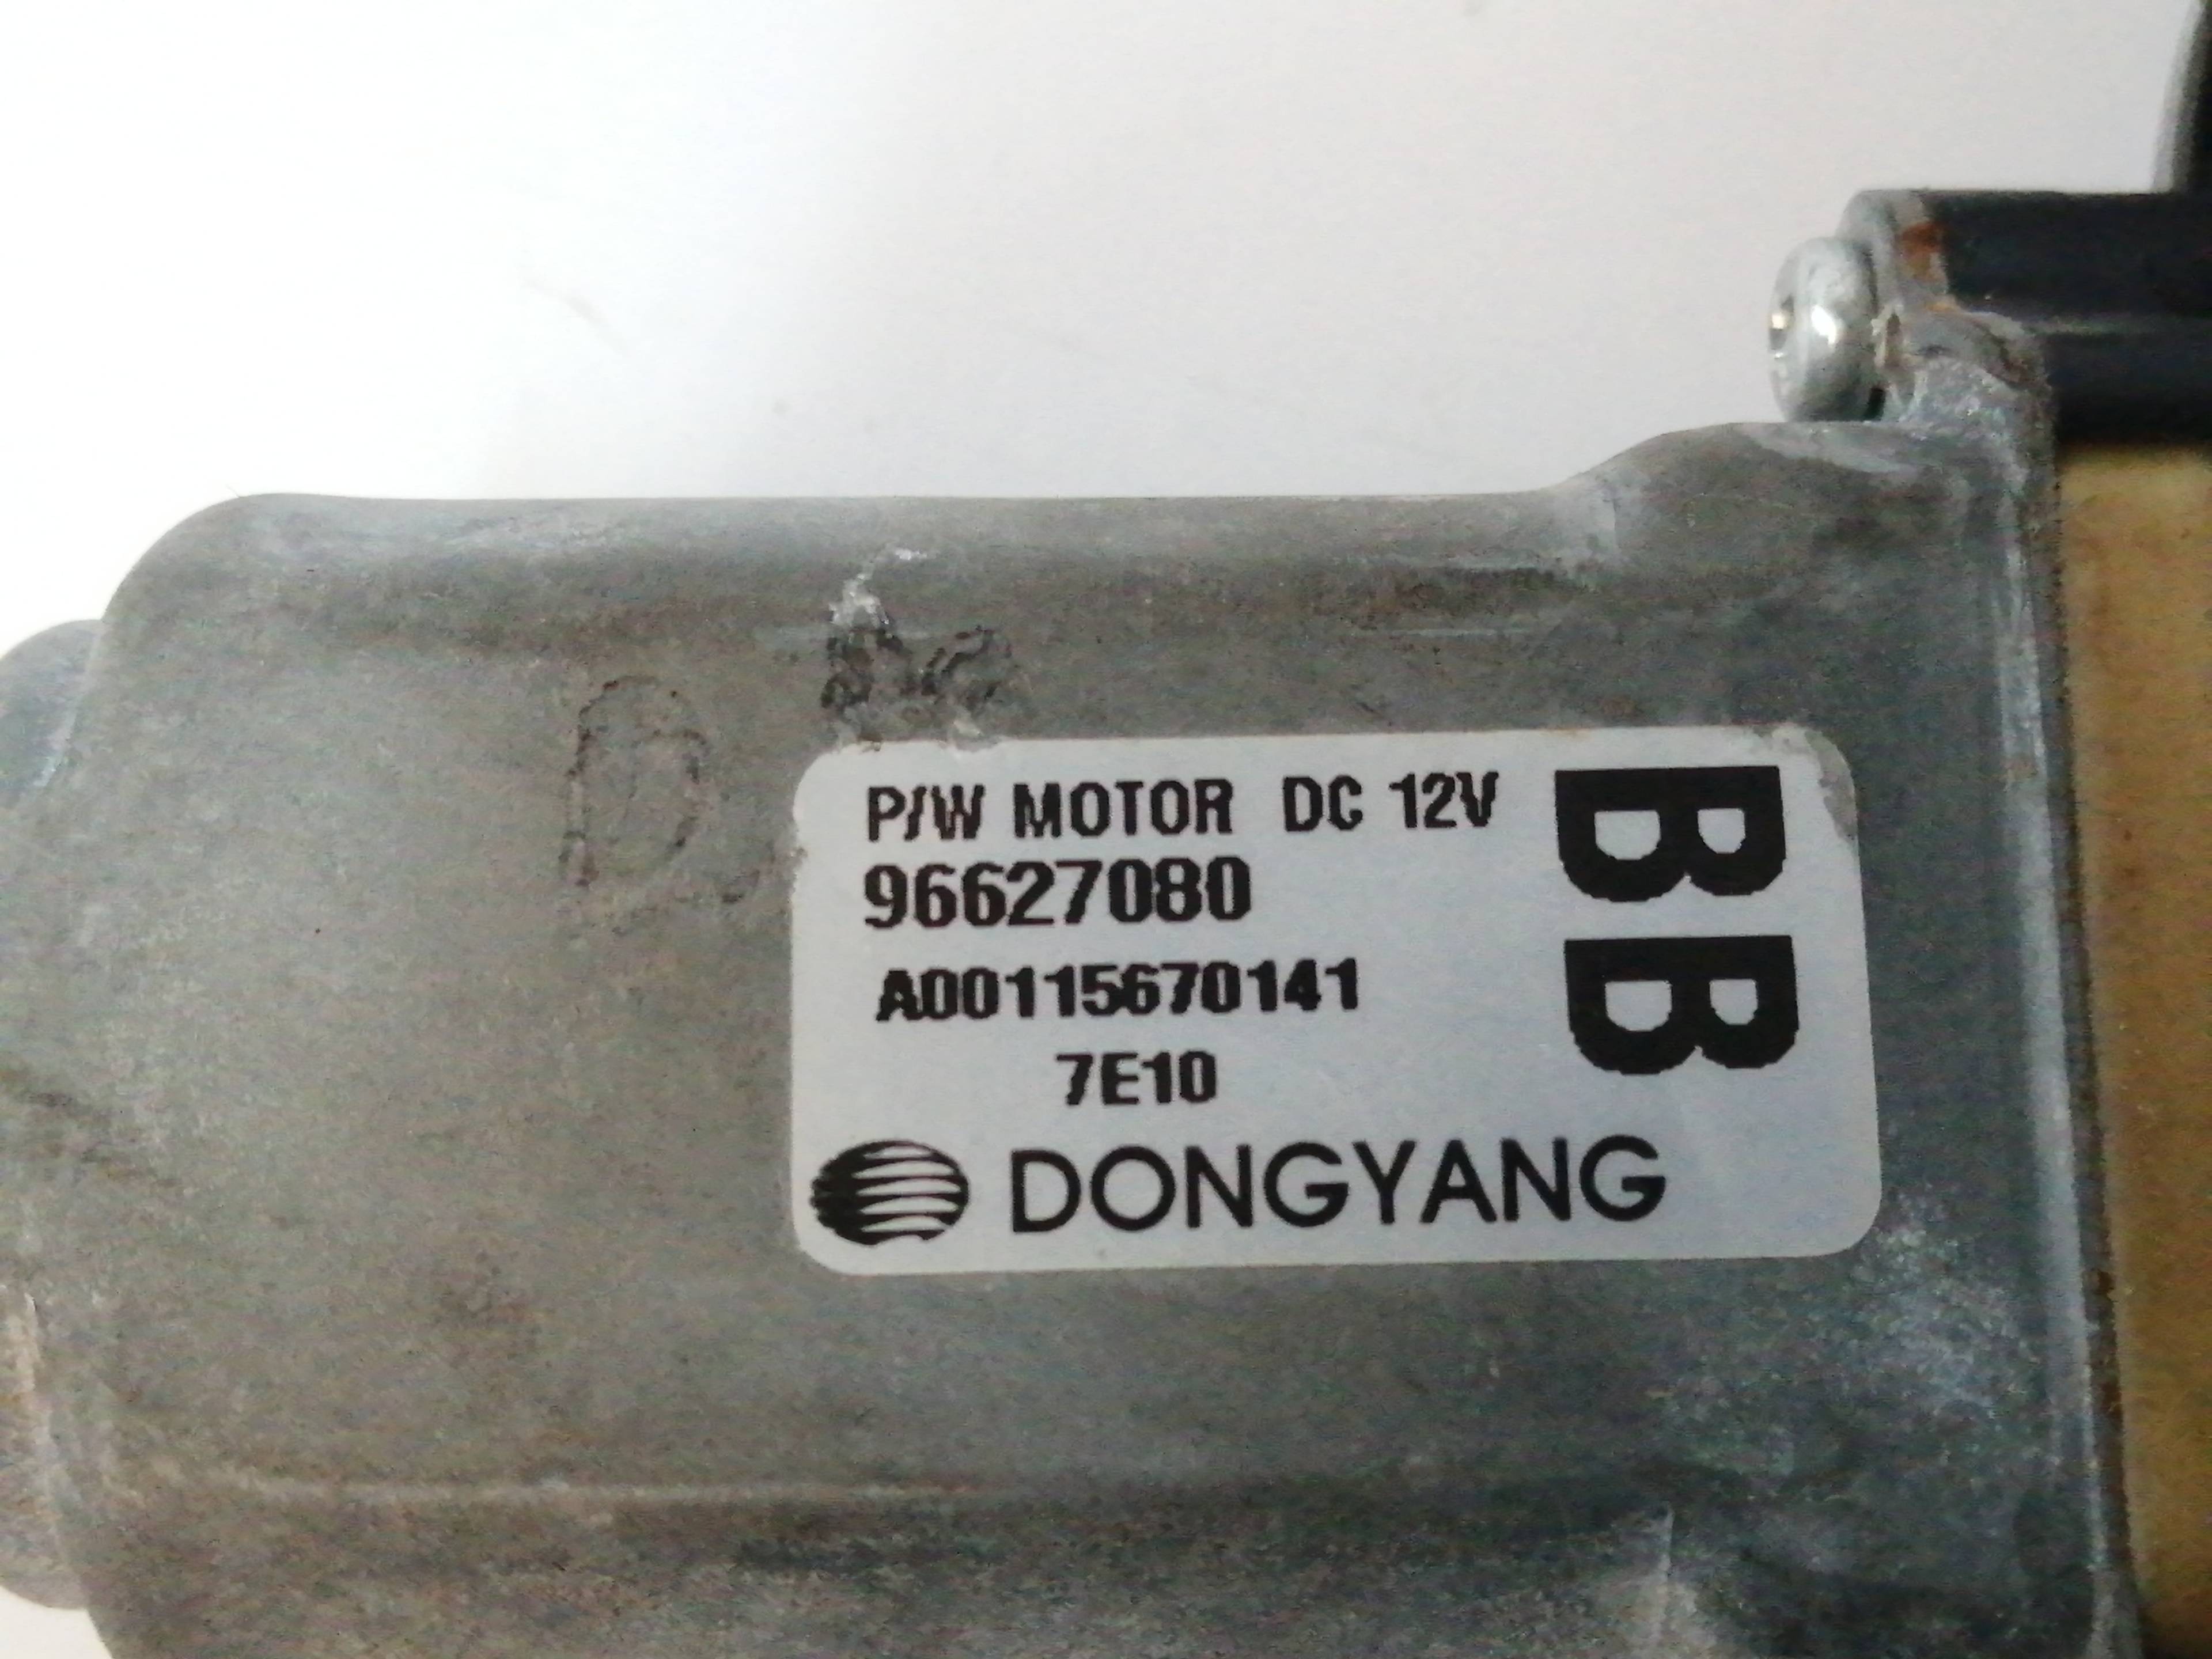 P/W MOTOR DC 12V
96627080
A00115670141
7E10
DONGYANG
BB